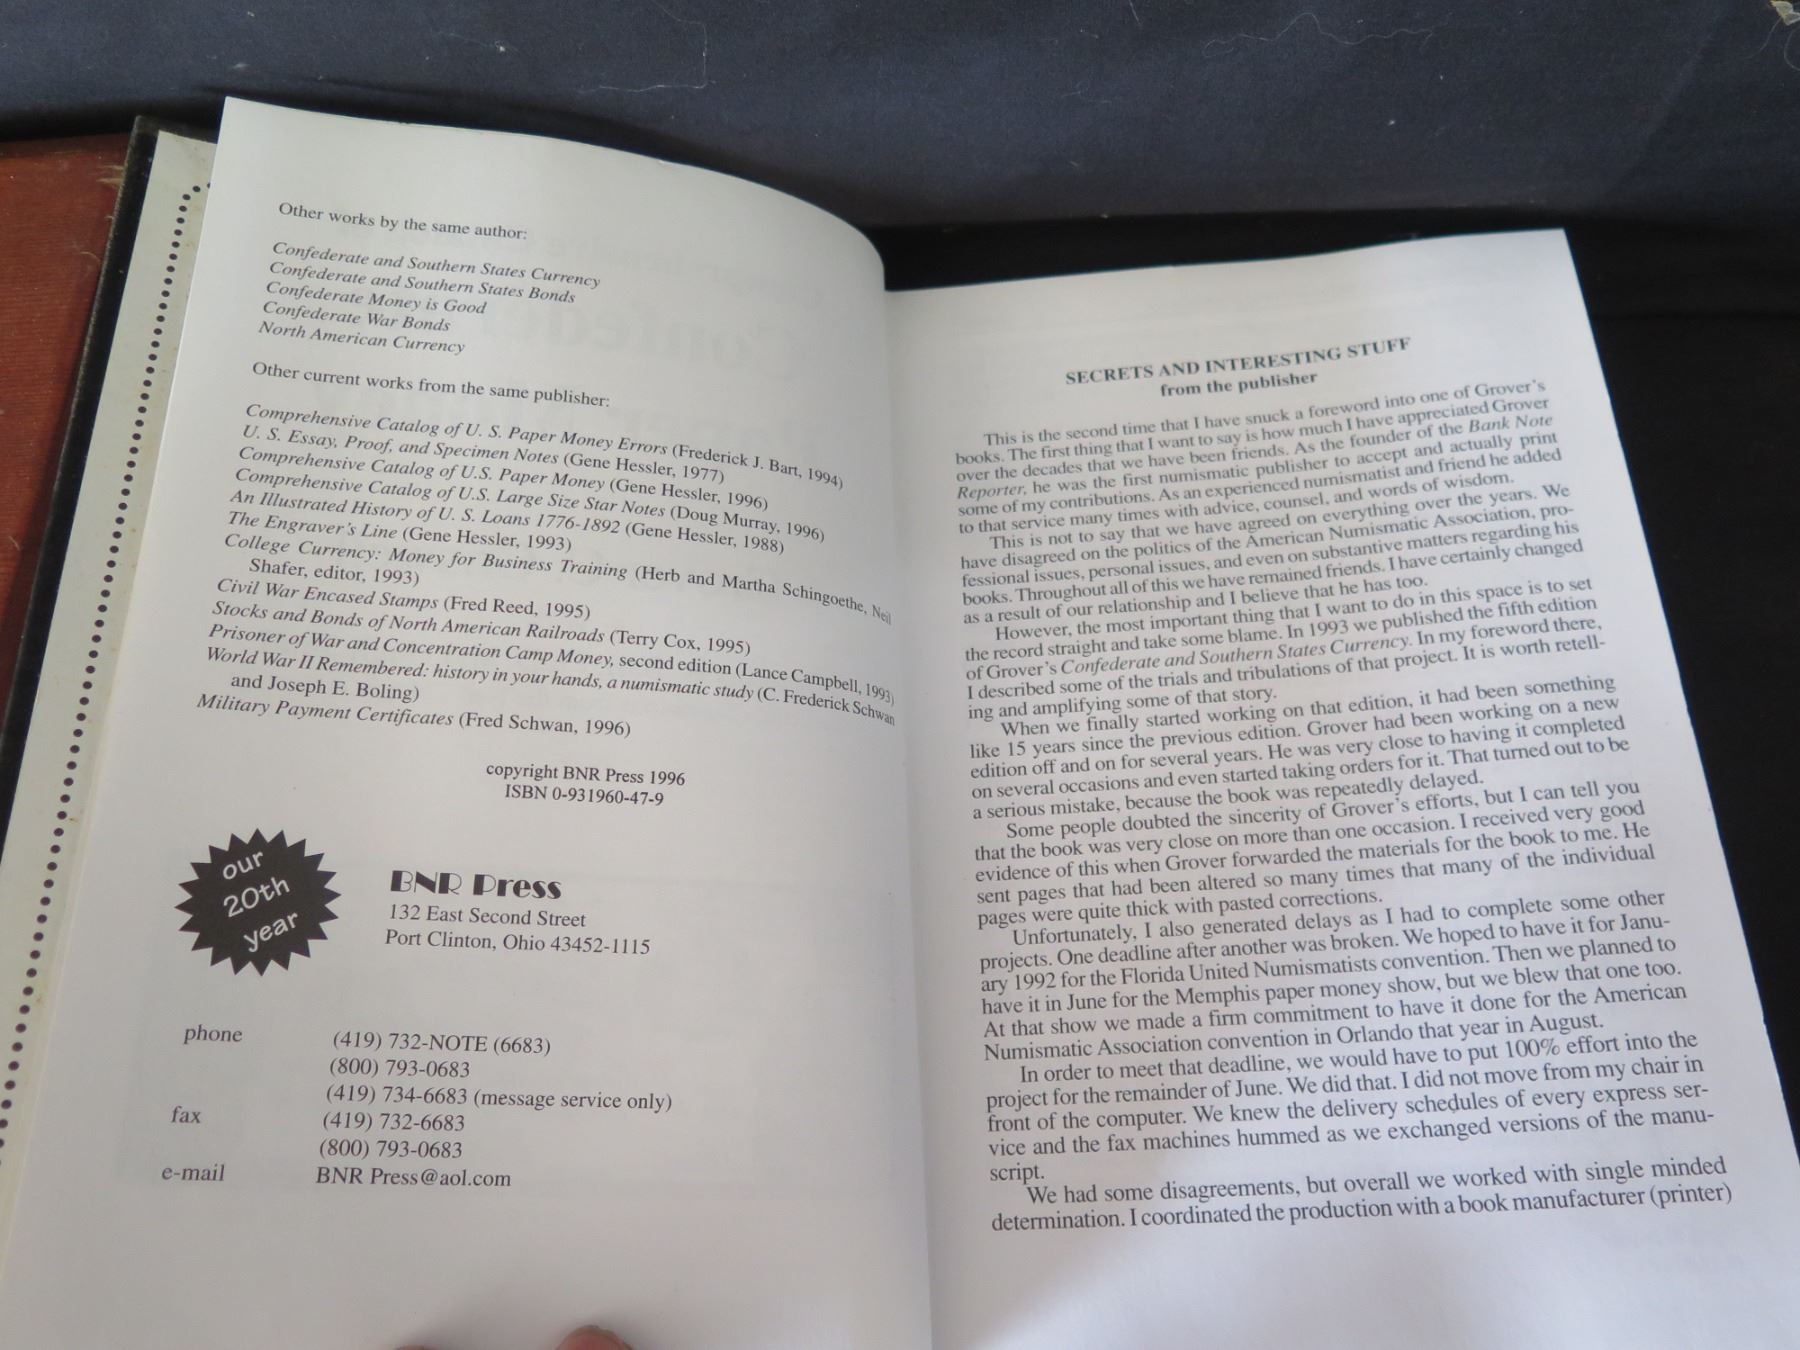 Other works by the same author:
Confederate and Southern States Currency
Confederate and Southern States Bonds
Confederate Money is Good
Confederate War Bonds
North American Currency
Other current works from the same publisher:
Comprehensive Catalog of U. S. Paper Money Errors (Frederick J. Bart, 1994)
U. S. Essay, Proof, and Specimen Notes (Gene Hessler, 1977)
Comprehensive Catalog of U.S. Paper Money (Gene Hessler, 1996)
Comprehensive Catalog of U.S. Large Size Star Notes (Doug Murray, 1996)
An Illustrated History of U. S. Loans 1776-1892 (Gene Hessler, 1988)
The Engraver's Line (Gene Hessler, 1993)
College Currency: Money for Business Training (Herb and Martha Schingoethe, Neil
Shafer, editor, 1993)
Civil War Encased Stamps (Fred Reed, 1995)
Stocks and Bonds of North American Railroads (Terry Cox, 1995)
Prisoner of War and Concentration Camp Money, second edition (Lance Campbell, 1993)
World War II Remembered: history in your hands, a numismatic study (C. Frederick Schwan
and Joseph E. Boling)
Military Payment Certificates (Fred Schwan, 1996)
copyright BNR Press 1996
ISBN 0-931960-47-9
our
20th
year
BNR Press
132 East Second Street
Port Clinton, Ohio 43452-1115
phone (419) 732-NOTE (6683)
(800) 793-0683
(419) 734-6683 (message service only)
fax (419) 732-6683
(800) 793-0683
e-mail BNR Press@aol.com
SECRETS AND INTERESTING STUFF
from the publisher
This is the second time that I have snuck a foreword into one of Grover's
books. The first thing that I want to say is how much I have appreciated Grover
over the decades that we have been friends. As the founder of the Bank Note
Reporter, he was the first numismatic publisher to accept and actually print
some of my contributions. As an experienced numismatist and friend he added
to that service many times with advice, counsel, and words of wisdom.
This is not to say that we have agreed on everything over the years. We
have disagreed on the politics of the American Numismatic Association, pro-
fessional issues, personal issues, and even on substantive matters regarding his
books. Throughout all of this we have remained friends. I have certainly changed
as a result of our relationship and I believe that he has too.
However, the most important thing that I want to do in this space is to set
the record straight and take some blame. In 1993 we published the fifth edition
of Grover's Confederate and Southern States Currency. In my foreword there,
I described some of the trials and tribulations of that project. It is worth retell-
ing and amplifying some of that story.
When we finally started working on that edition, it had been something
like 15 years since the previous edition. Grover had been working on a new
edition off and on for several years. He was very close to having it completed
on several occasions and even started taking orders for it. That turned out to be
a serious mistake, because the book was repeatedly delayed.
Some people doubted the sincerity of Grover's efforts, but I can tell you
that the book was very close on more than one occasion. I received very good
evidence of this when Grover forwarded the materials for the book to me. He
sent pages that had been altered so many times that many of the individual
pages were quite thick with pasted corrections.
Unfortunately, I also generated delays as I had to complete some other
projects. One deadline after another was broken. We hoped to have it for Janu-
ary 1992 for the Florida United Numismatists convention. Then we planned to
have it in June for the Memphis paper money show, but we blew that one too.
At that show we made a firm commitment to have it done for the American
Numismatic Association convention in Orlando that year in August.
In order to meet that deadline, we would have to put 100% effort into the
project for the remainder of June. We did that. I did not move from my chair in
front of the computer. We knew the delivery schedules of every express ser-
vice and the fax machines hummed as we exchanged versions of the manu-
script.
We had some disagreements, but overall we worked with single minded
determination. I coordinated the production with a book manufacturer (printer)